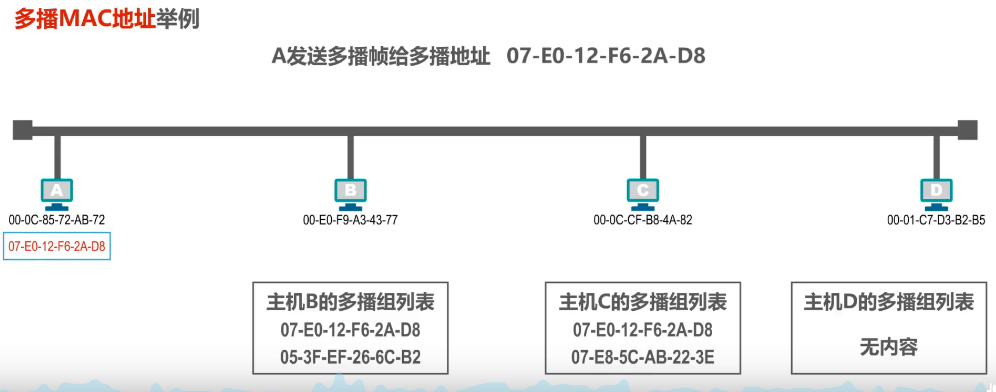 多播MAC地址举例
A发送多播帧给多播地址 07-E0-12-F6-2A-D8
A
B
C
D
00-0C-85-72-AB-72
00-E0-F9-A3-43-77
00-0C-CF-B8-4A-82
00-01-C7-D3-B2-B5
07-E0-12-F6-2A-D8
主机B的多播组列表
07-E0-12-F6-2A-D8
05-3F-EF-26-6C-B2
主机C的多播组列表
07-E0-12-F6-2A-D8
07-E8-5C-AB-22-3E
主机D的多播组列表
无内容